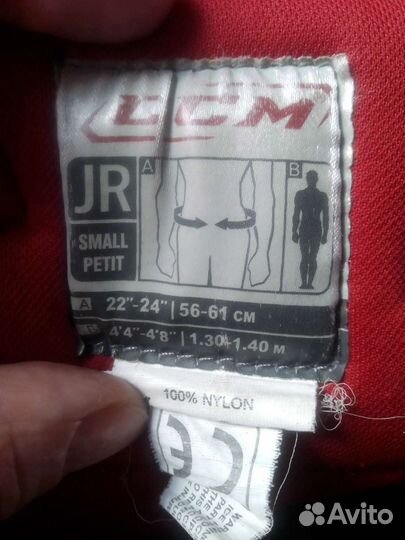 CCM
A
B
JR
SMALL
PETIT
A 22"-24" | 56-61 CM
B 4'4"-4'8" | 1.30-1.40 M
100% NYLON
CE
Avito